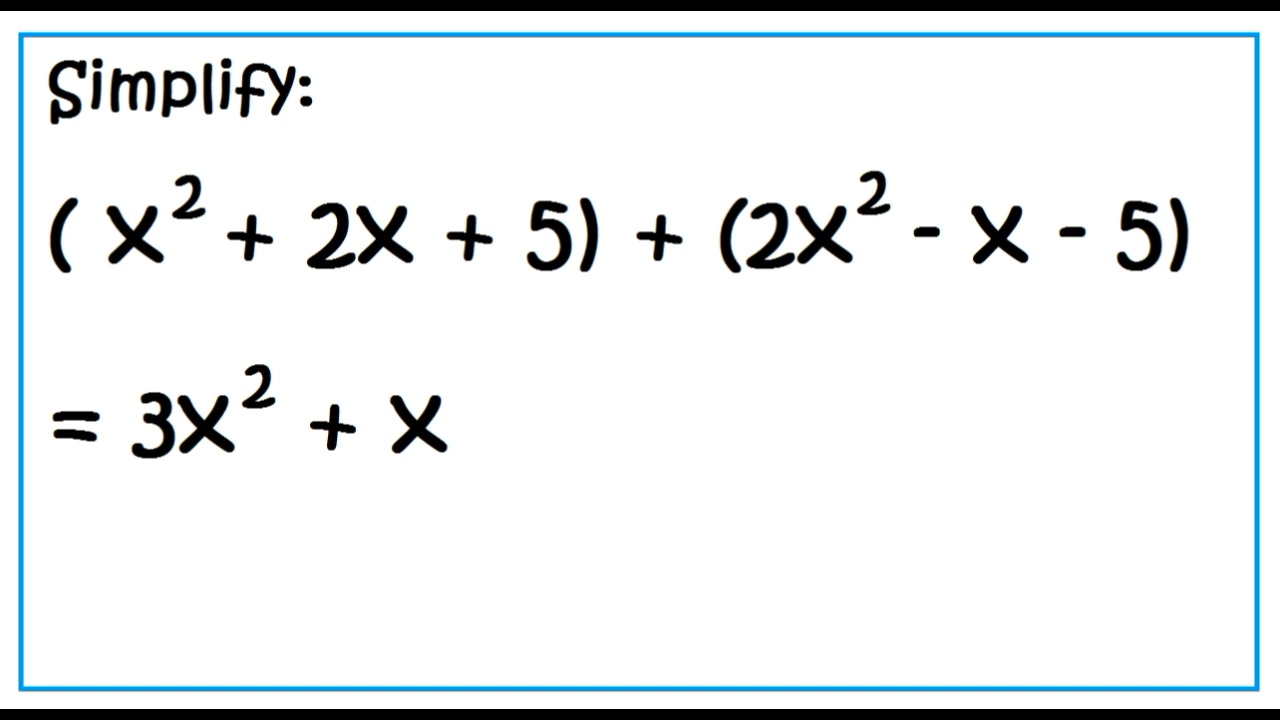 Simplify:
( x² + 2x + 5) + (2x² - x - 5)
= 3x² + x